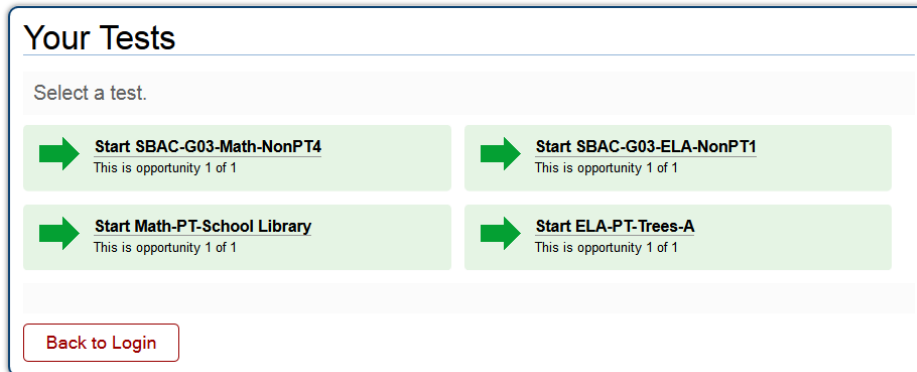 Your Tests
Select a test.
Start SBAC-G03-Math-NonPT4
This is opportunity 1 of 1
Start SBAC-G03-ELA-NonPT1
This is opportunity 1 of 1
Start Math-PT-School Library
This is opportunity 1 of 1
Start ELA-PT-Trees-A
This is opportunity 1 of 1
Back to Login